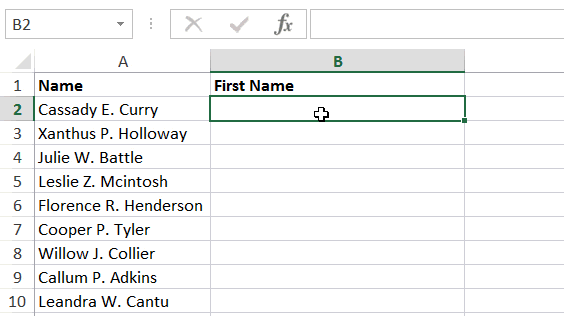 B2 fx
A B
1 Name First Name
2 Cassady E. Curry
3 Xanthus P. Holloway
4 Julie W. Battle
5 Leslie Z. Mcintosh
6 Florence R. Henderson
7 Cooper P. Tyler
8 Willow J. Collier
9 Callum P. Adkins
10 Leandra W. Cantu